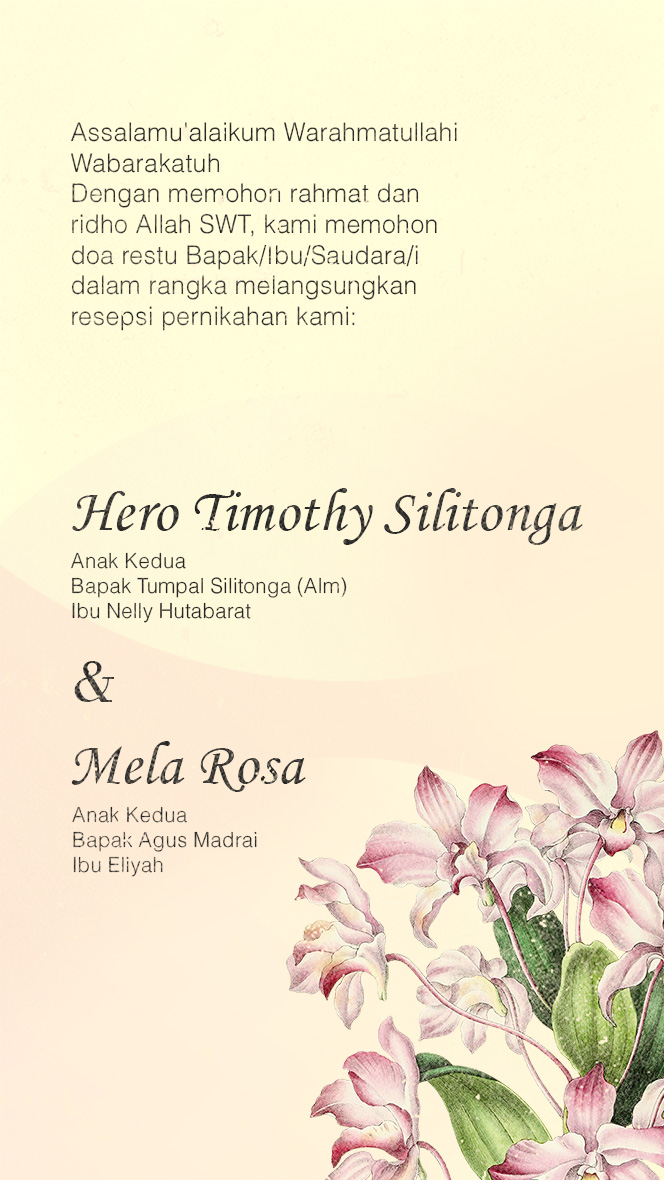 Assalamu'alaikum Warahmatullahi
Wabarakatuh
Dengan memohon rahmat dan
ridho Allah SWT, kami memohon
doa restu Bapak/Ibu/Saudara/i
dalam rangka melangsungkan
resepsi pernikahan kami:
Hero Timothy Silitonga
Anak Kedua
Bapak Tumpal Silitonga (Alm)
Ibu Nelly Hutabarat
&
Mela Rosa
Anak Kedua
Bapak Agus Madrai
Ibu Eliyah